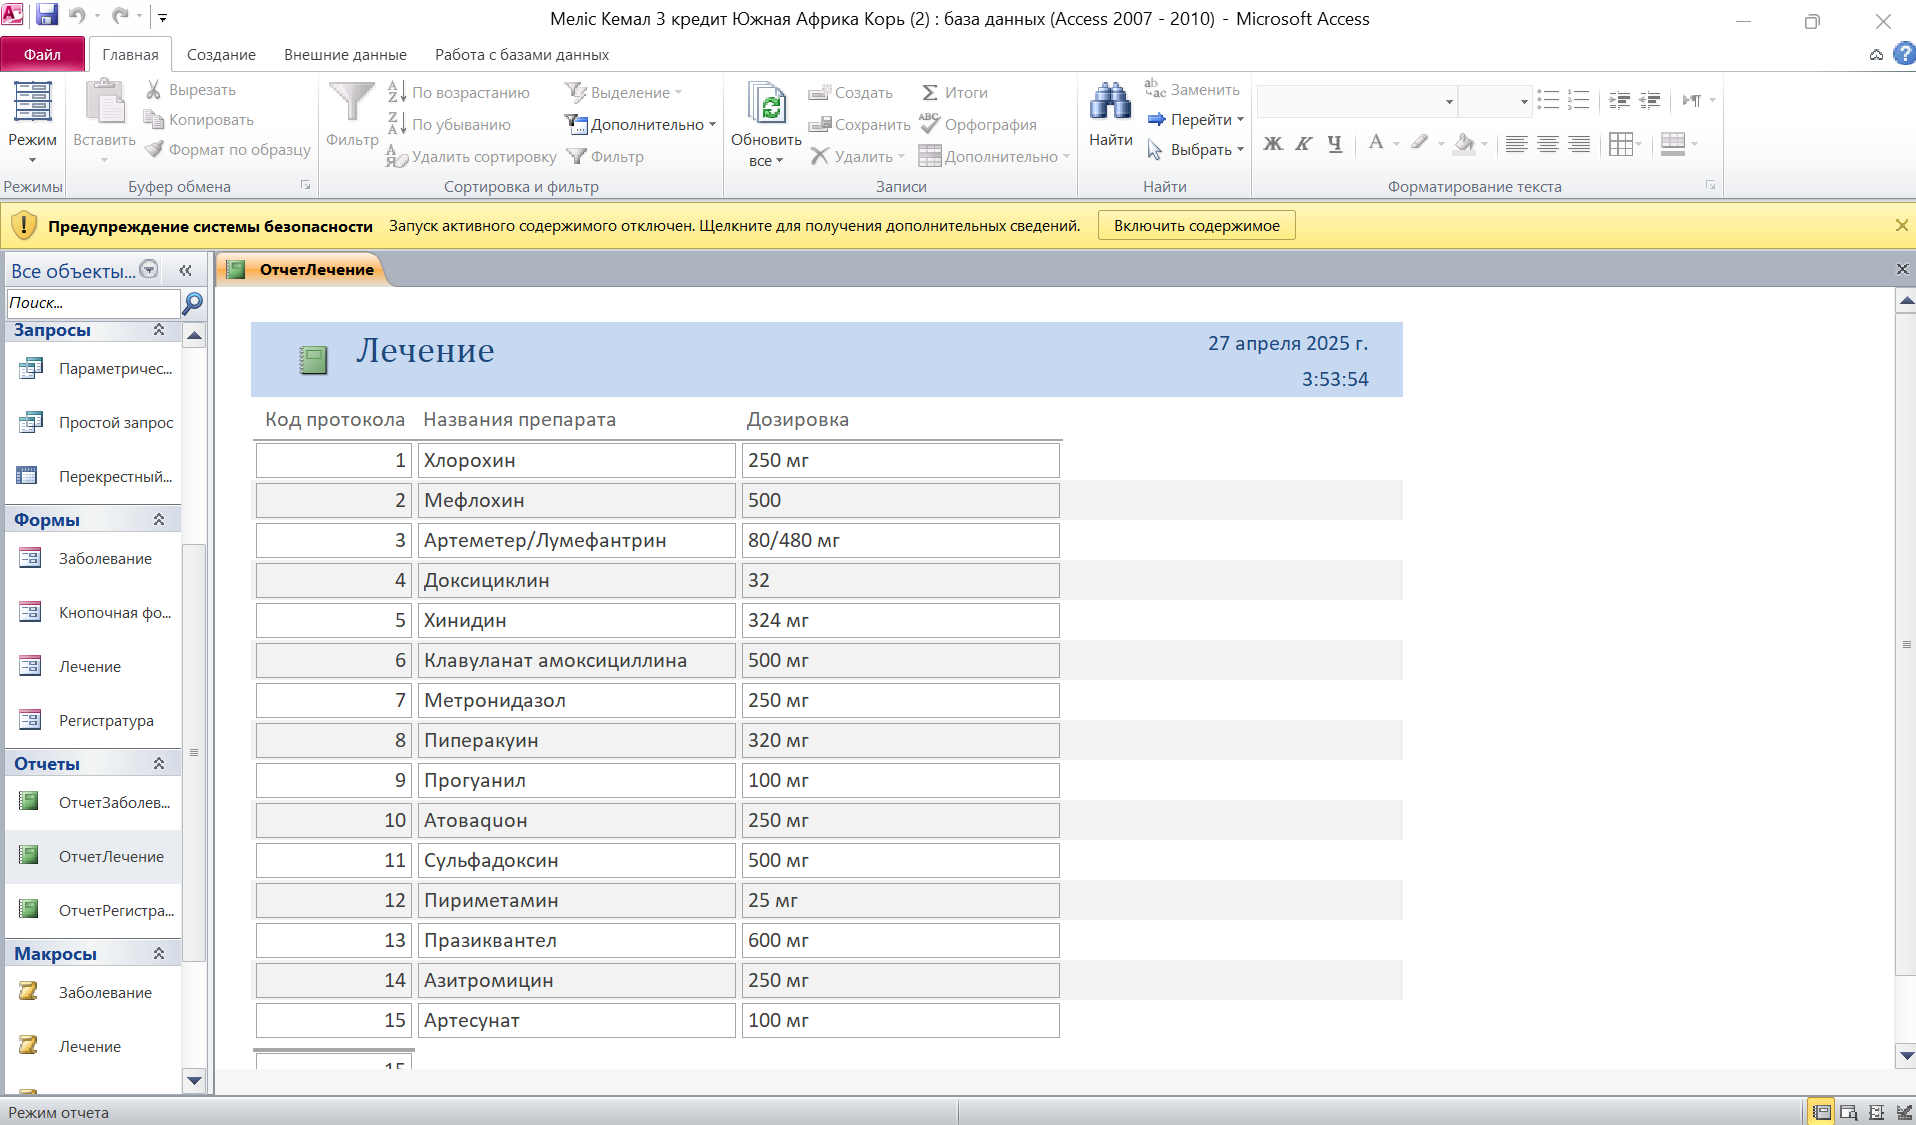 Меліс Кемал 3 кредит Южная Африка Корь (2) : база данных (Access 2007 - 2010) - Microsoft Access
Файл
Главная
Создание
Внешние данные
Работа с базами данных
Режим
Режимы
Вставить
Вырезать
Копировать
Формат по образцу
Буфер обмена
Фильтр
По возрастанию
По убыванию
Удалить сортировку
Выделение
Дополнительно
Фильтр
Сортировка и фильтр
Обновить
все
Создать
Сохранить
Удалить
Итоги
Орфография
Дополнительно
Записи
Найти
Заменить
Перейти
Выбрать
Найти
Ж К Ч А
Форматирование текста
Предупреждение системы безопасности Запуск активного содержимого отключен. Щелкните для получения дополнительных сведений. Включить содержимое
Все объекты...
Поиск...
Запросы
Параметричес...
Простой запрос
Перекрестный...
Формы
Заболевание
Кнопочная фо...
Лечение
Регистратура
Отчеты
ОтчетЗаболев...
ОтчетЛечение
ОтчетРегистра...
Макросы
Заболевание
Лечение
ОтчетЛечение
Лечение
27 апреля 2025 г.
3:53:54
Код протокола Названия препарата Дозировка
1 Хлорохин 250 мг
2 Мефлохин 500
3 Артеметер/Лумефантрин 80/480 мг
4 Доксициклин 32
5 Хинидин 324 мг
6 Клавуланат амоксициллина 500 мг
7 Метронидазол 250 мг
8 Пиперакуин 320 мг
9 Прогуанил 100 мг
10 Атоваquон 250 мг
11 Сульфадоксин 500 мг
12 Пириметамин 25 мг
13 Празиквантел 600 мг
14 Азитромицин 250 мг
15 Артесунат 100 мг
15
Режим отчета